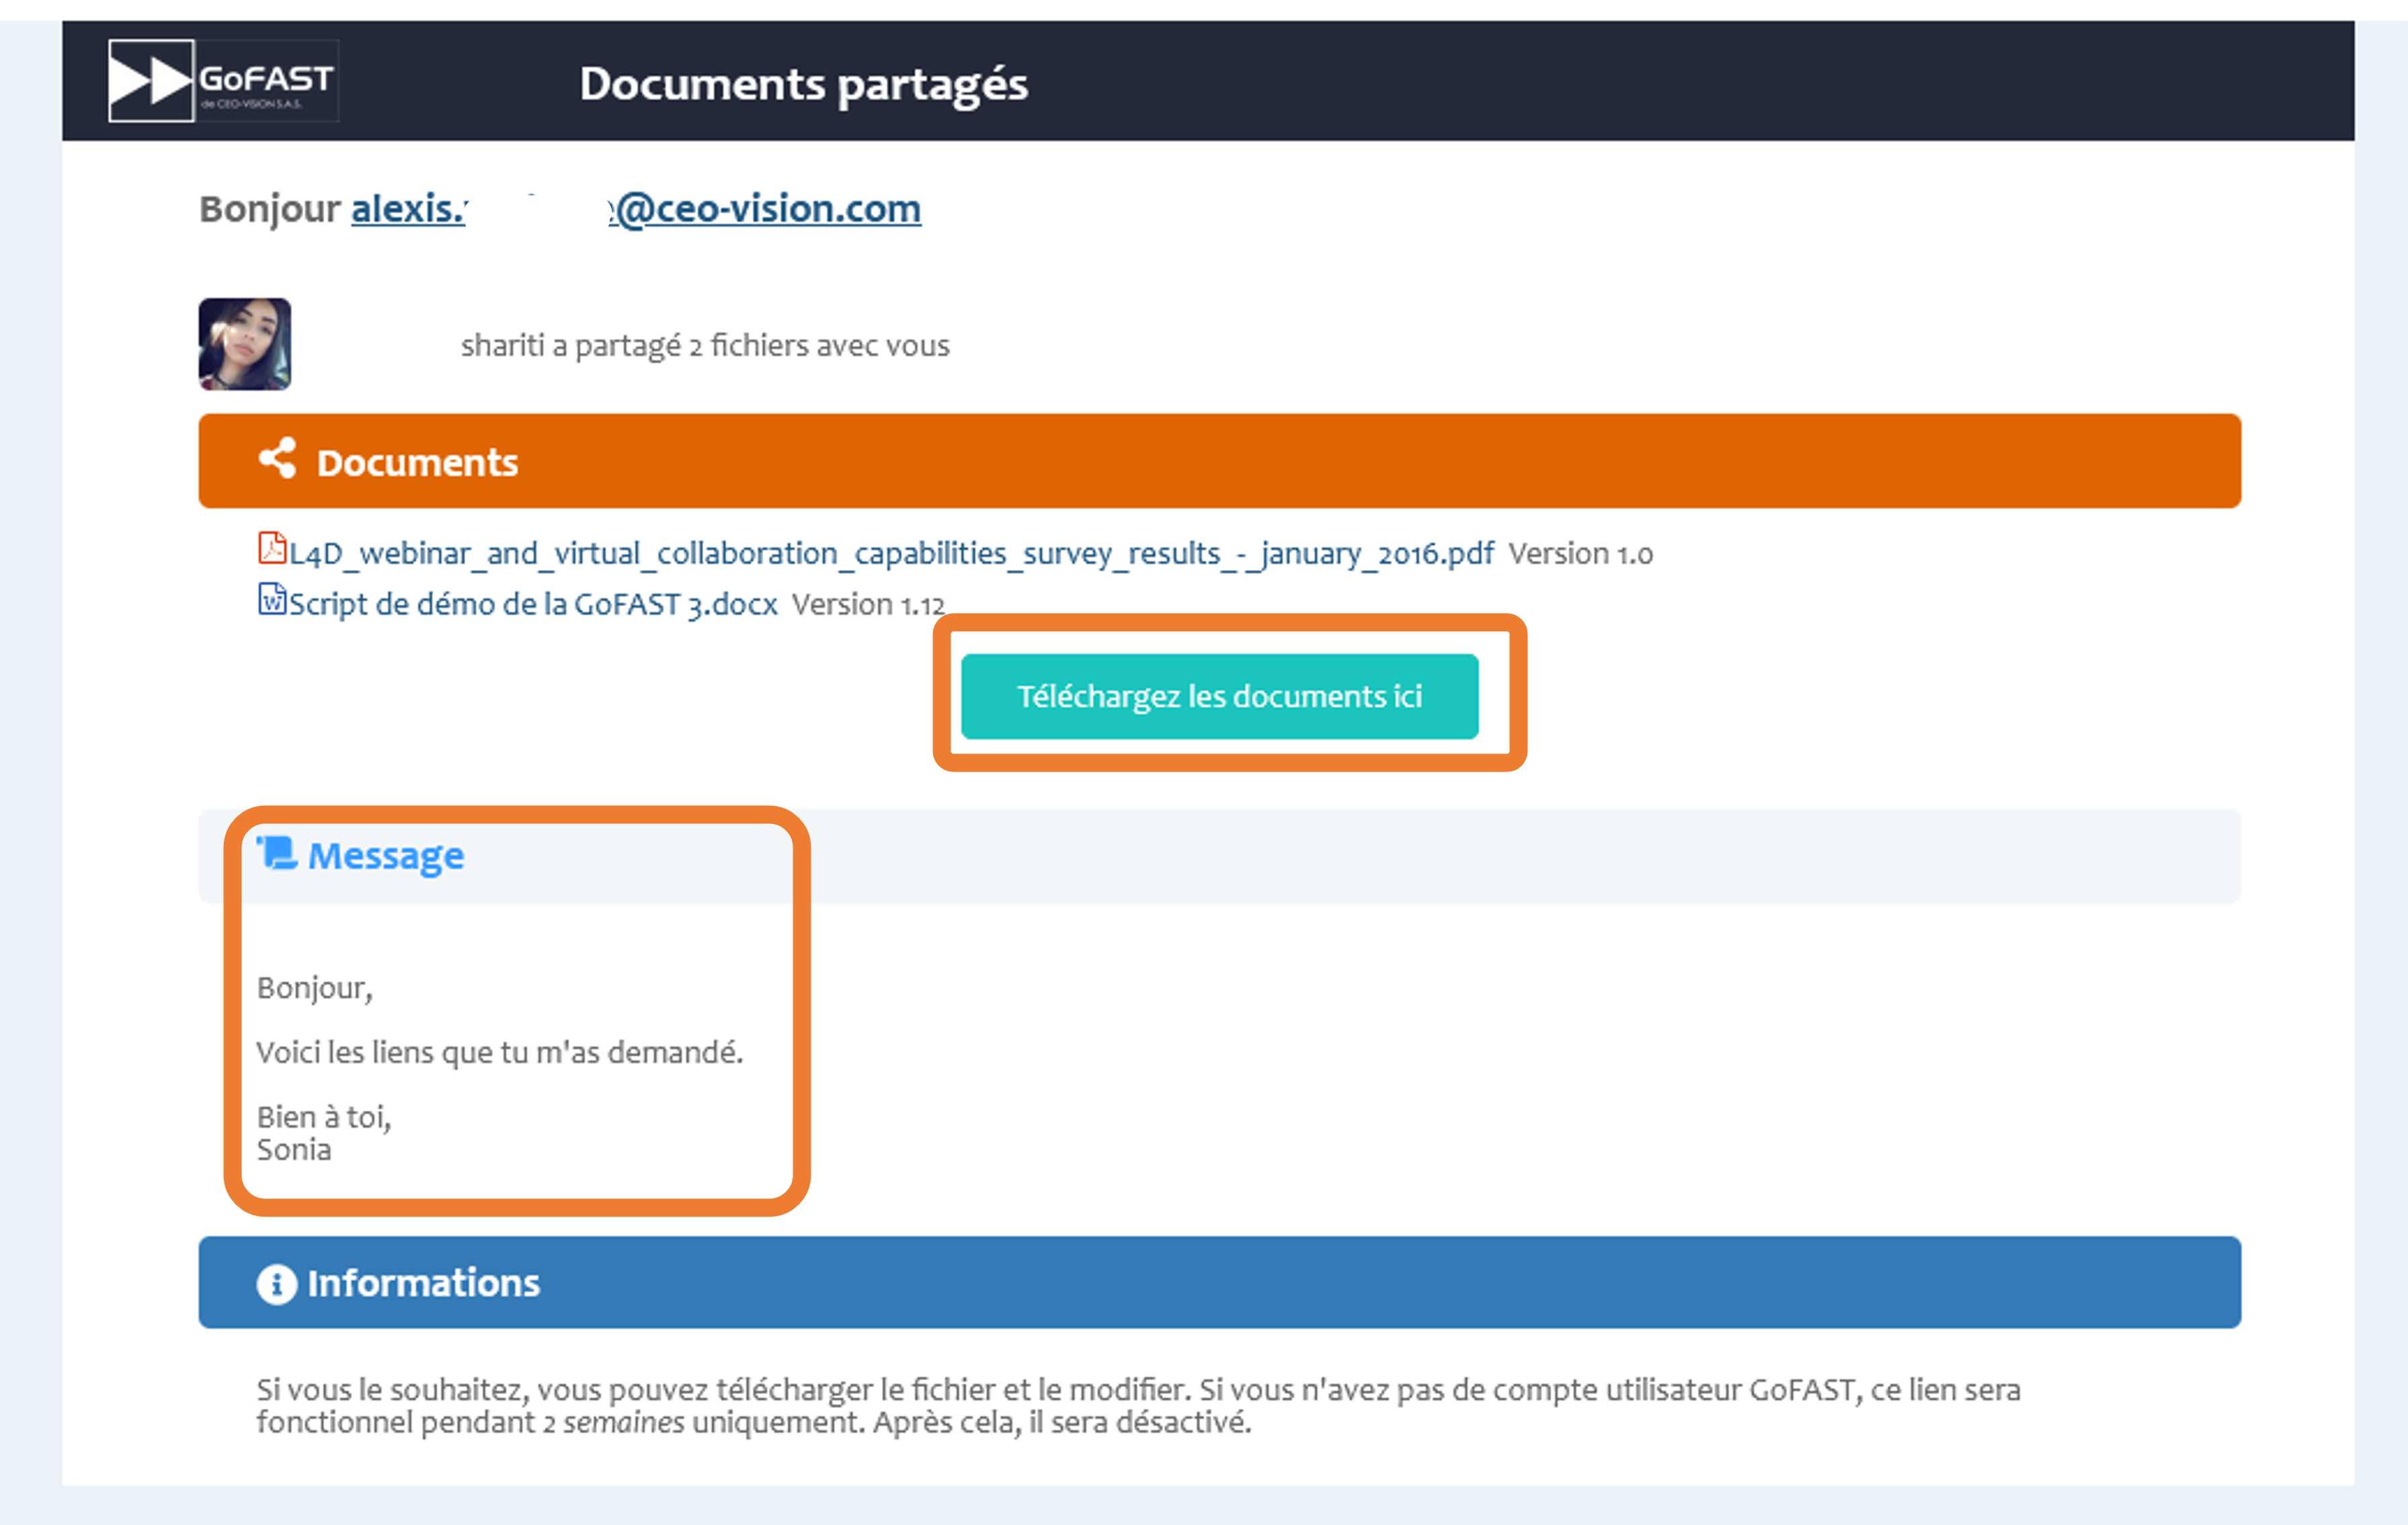 GoFAST
de CEO-VISION S.A.S.
Documents partagés
Bonjour alexis. @ceo-vision.com
shariti a partagé 2 fichiers avec vous
Documents
L4D_webinar_and_virtual_collaboration_capabilities_survey_results_-_january_2016.pdf Version 1.0
Script de démo de la GoFAST 3.docx Version 1.12
Téléchargez les documents ici
Message
Bonjour,
Voici les liens que tu m'as demandé.
Bien à toi,
Sonia
Informations
Si vous le souhaitez, vous pouvez télécharger le fichier et le modifier. Si vous n'avez pas de compte utilisateur GoFAST, ce lien sera
fonctionnel pendant 2 semaines uniquement. Après cela, il sera désactivé.